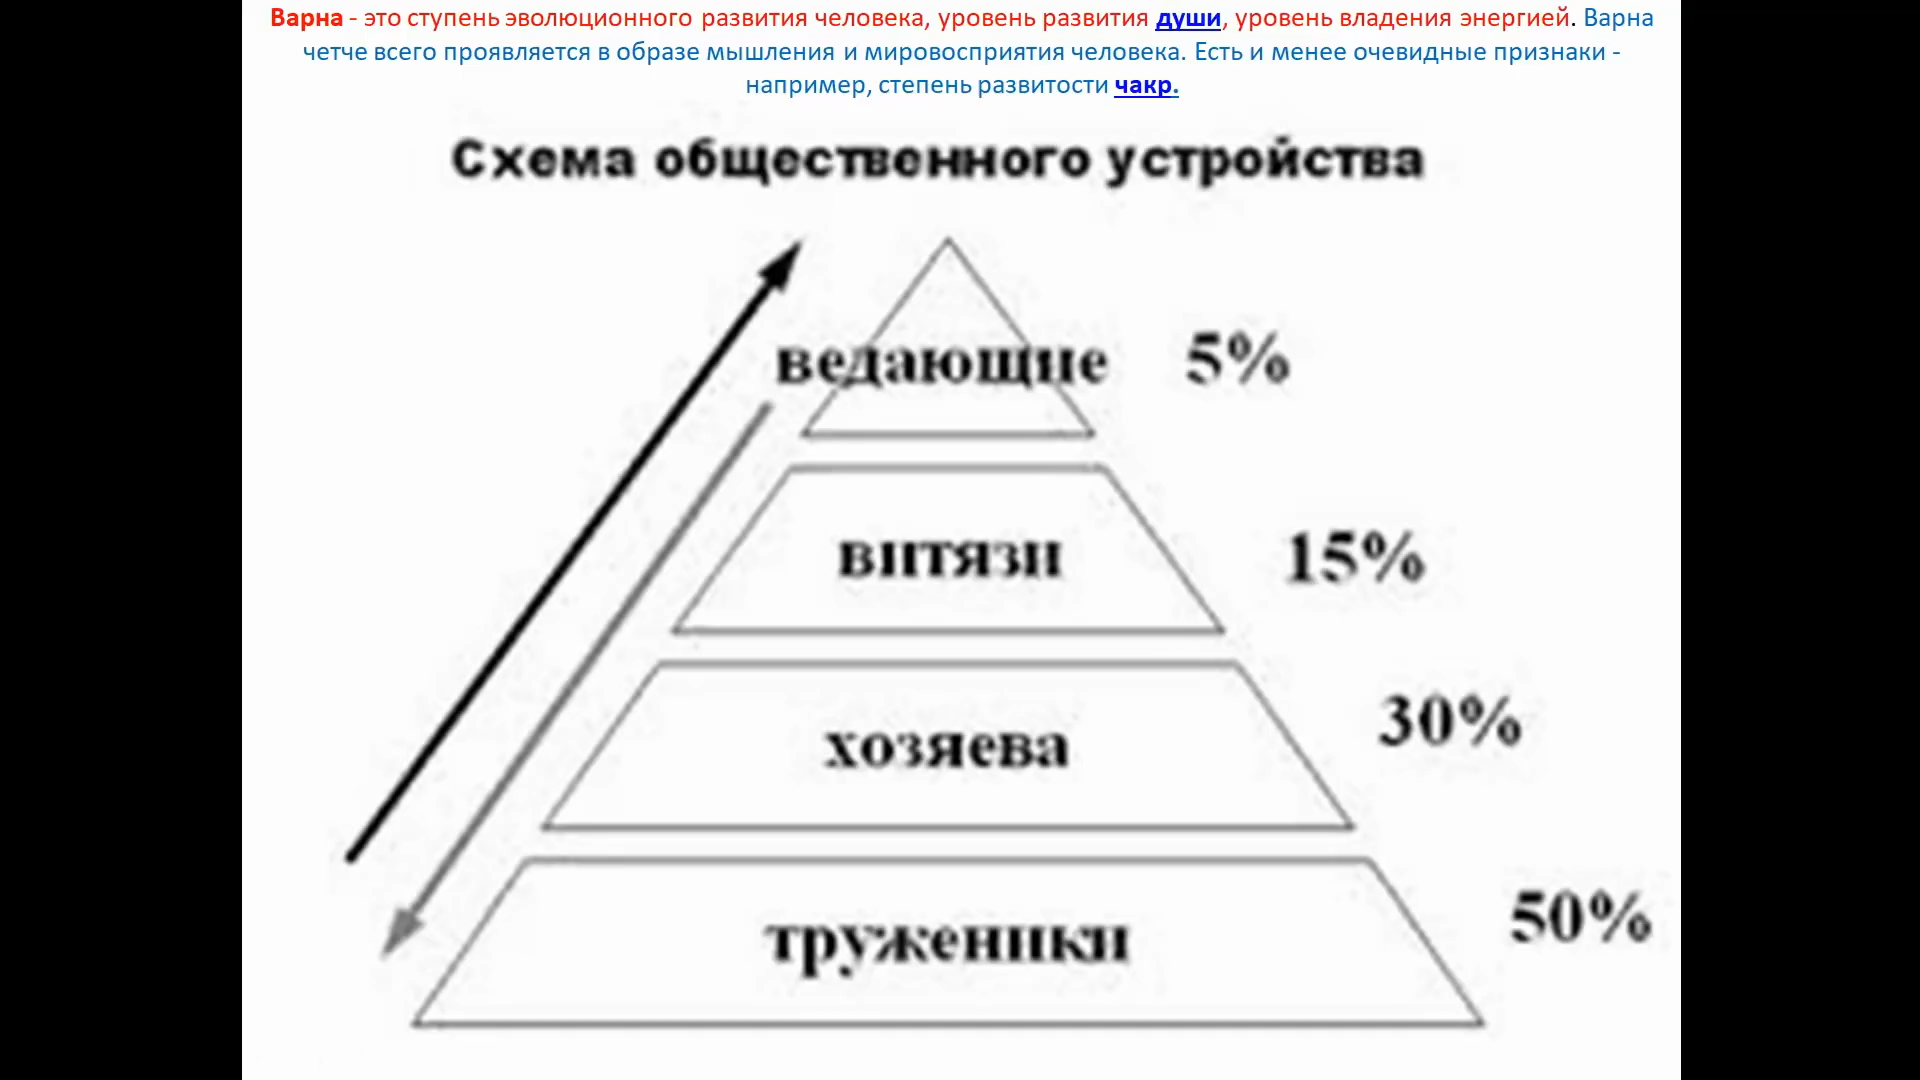 Варна - это ступень эволюционного развития человека, уровень развития души, уровень владения энергией. Варна
четче всего проявляется в образе мышления и мировосприятия человека. Есть и менее очевидные признаки -
например, степень развитости чакр.
Схема общественного устройства
ведающие 5%
витязи 15%
хозяева 30%
труженики 50%